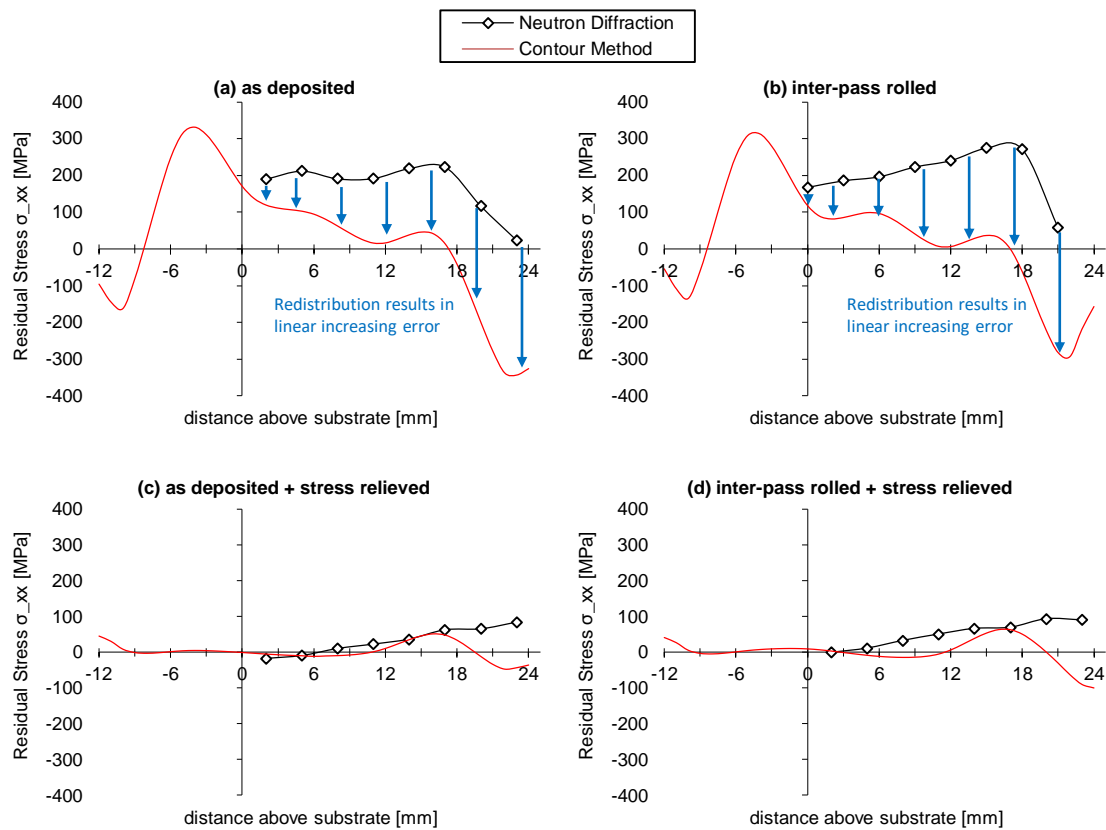 Neutron Diffraction
Contour Method
(a) as deposited
400
300
200
100
0
-100
-200
-300
-400
-12 -6 0 6 12 18 24
Residual Stress σ_xx [MPa]
distance above substrate [mm]
Redistribution results in
linear increasing error
(b) inter-pass rolled
400
300
200
100
0
-100
-200
-300
-400
-12 -6 0 6 12 18 24
Residual Stress σ_xx [MPa]
distance above substrate [mm]
Redistribution results in
linear increasing error
(c) as deposited + stress relieved
400
300
200
100
0
-100
-200
-300
-400
-12 -6 0 6 12 18 24
Residual Stress σ_xx [MPa]
distance above substrate [mm]
(d) inter-pass rolled + stress relieved
400
300
200
100
0
-100
-200
-300
-400
-12 -6 0 6 12 18 24
Residual Stress σ_xx [MPa]
distance above substrate [mm]